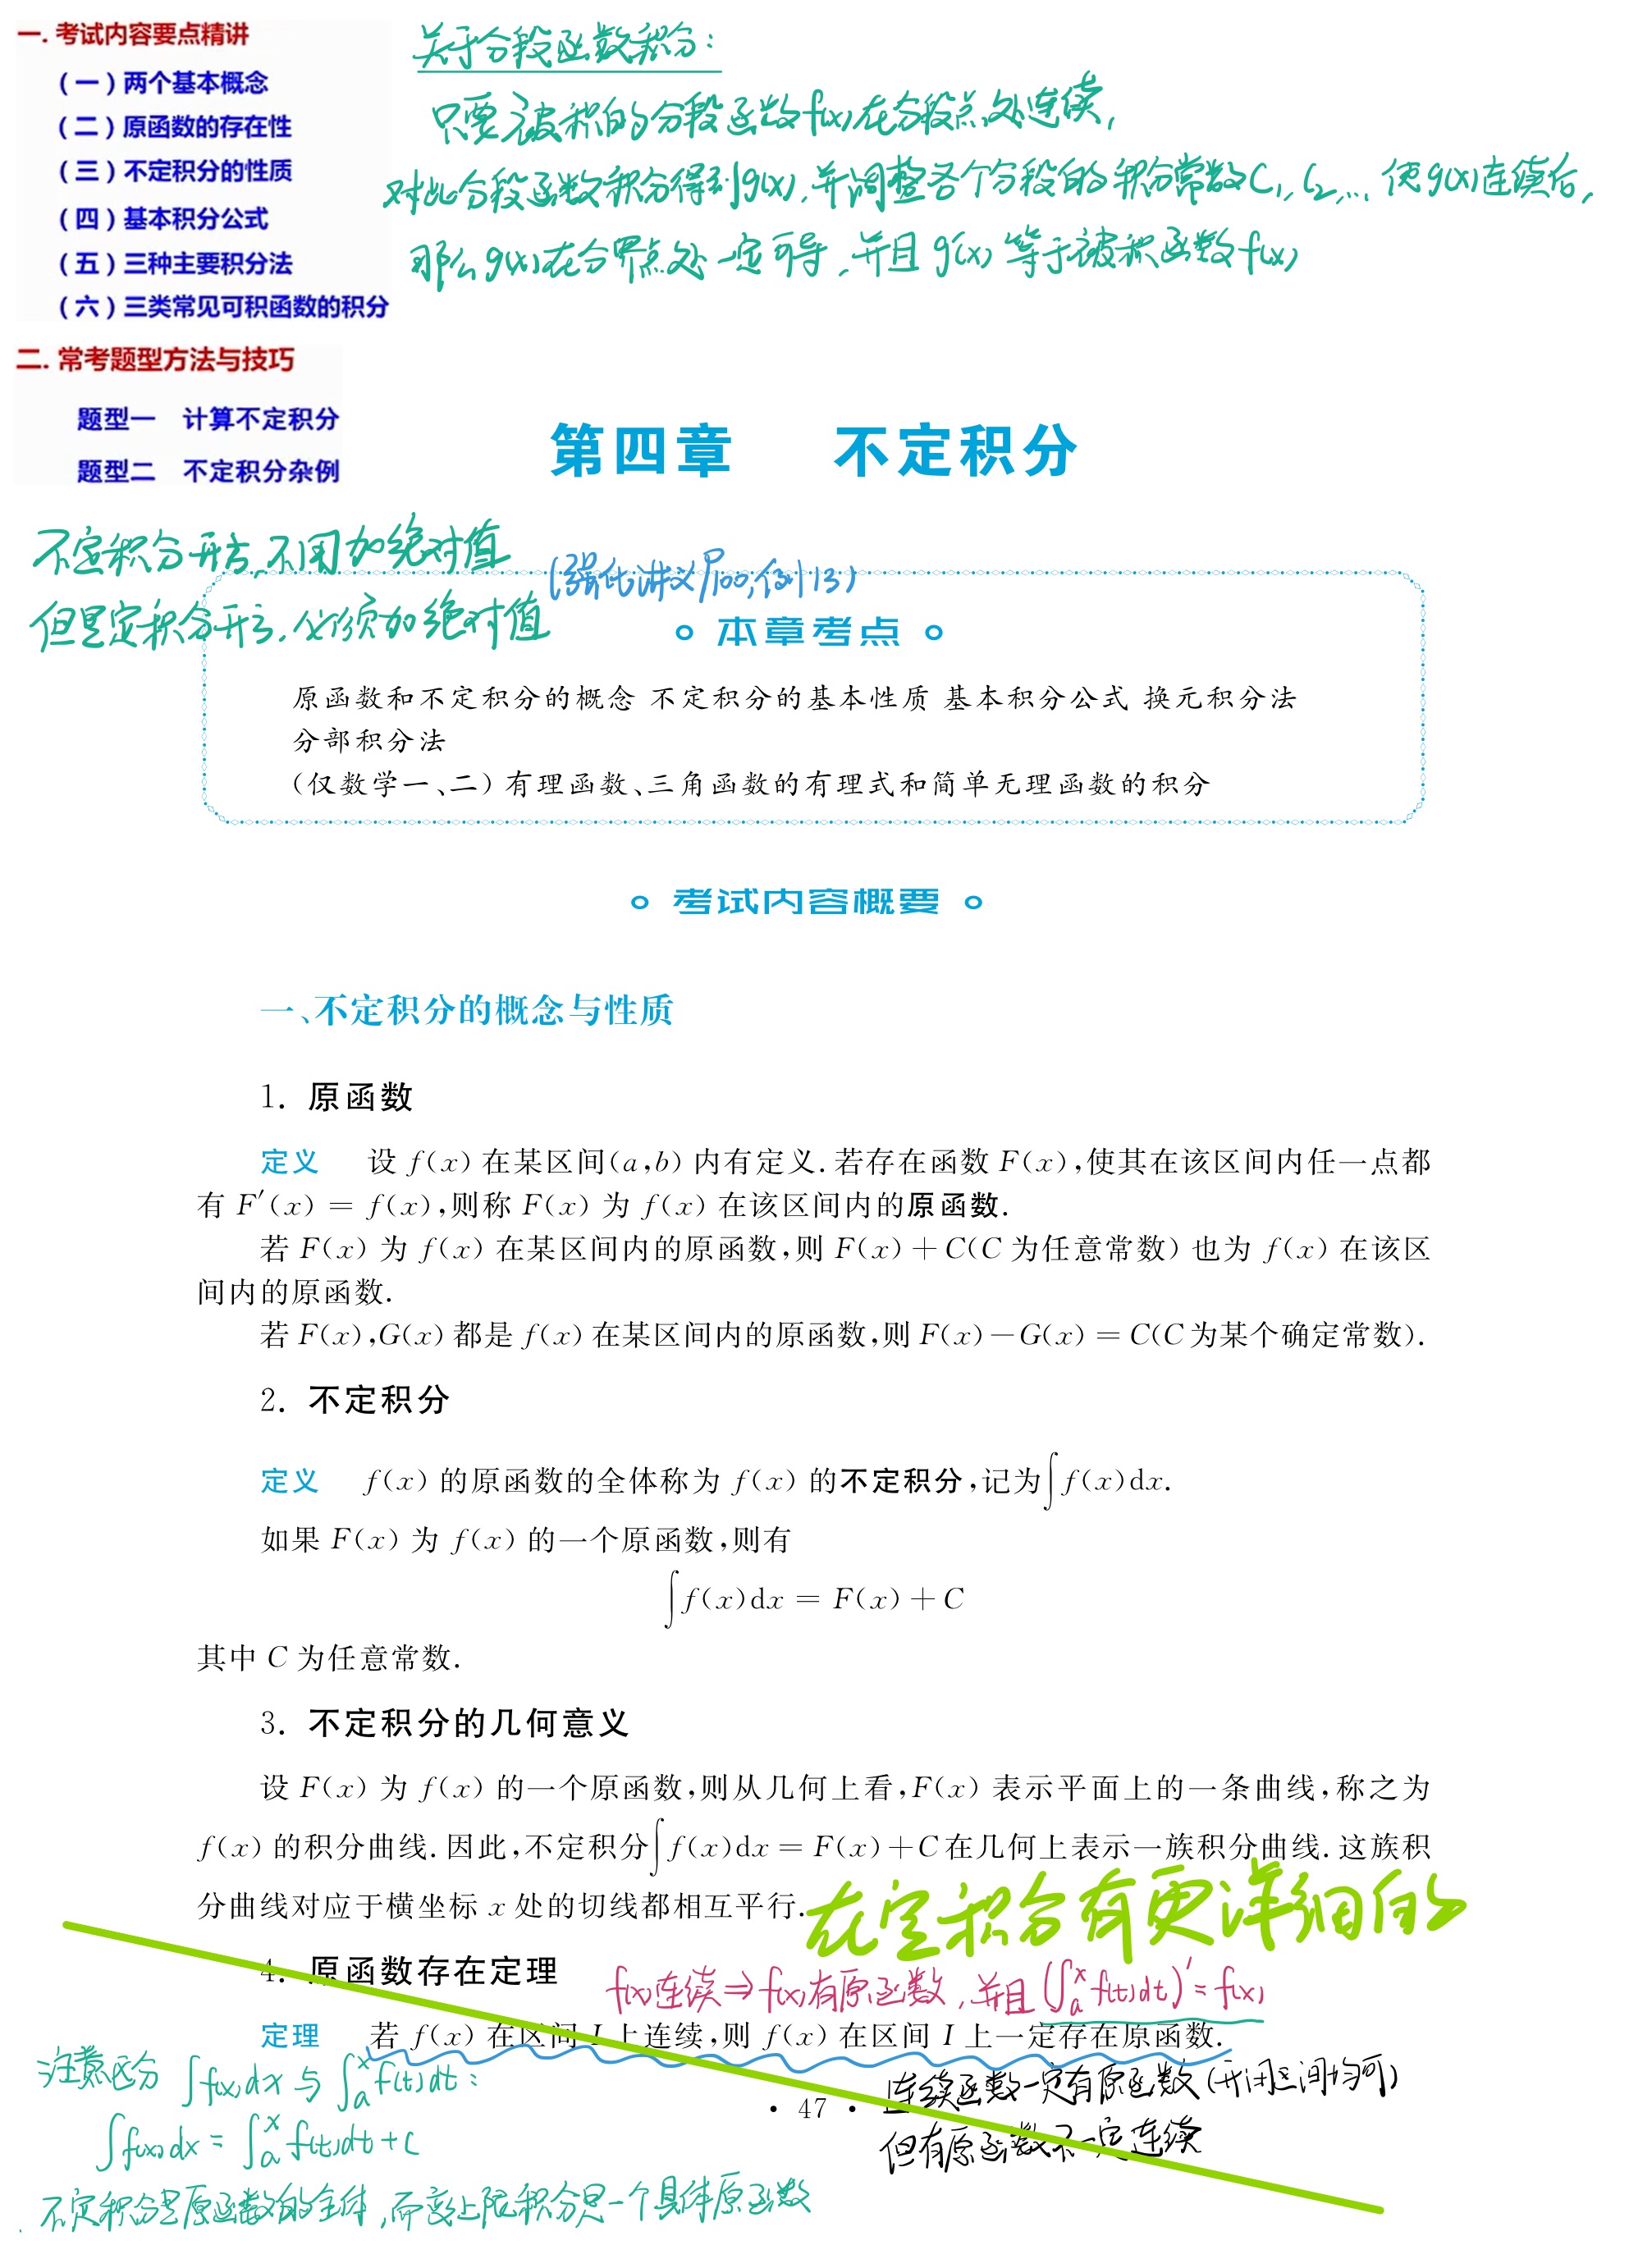 一. 考试内容要点精讲
（一）两个基本概念
（二）原函数的存在性
（三）不定积分的性质
（四）基本积分公式
（五）三种主要积分法
（六）三类常见可积函数的积分
二. 常考题型方法与技巧
题型一 计算不定积分
题型二 不定积分杂例
关于分段函数积分：
只要被积的分段函数f(x)在分段点处连续，
对此分段函数积分得到g(x)，并调整各个分段的积分常数C₁，C₂，… 使g(x)连续后，
那么g(x)在分界点处一定可导，并且g'(x)等于被积函数f(x)
第四章 不定积分
不定积分开方，不用加绝对值
(强化讲义P100，例13)
但是定积分开方，必须加绝对值
本章考点
原函数和不定积分的概念 不定积分的基本性质 基本积分公式 换元积分法
分部积分法
(仅数学一、二) 有理函数、三角函数的有理式和简单无理函数的积分
考试内容概要
一、不定积分的概念与性质
1. 原函数
定义 设 f(x) 在某区间(a,b) 内有定义.若存在函数 F(x),使其在该区间内任一点都
有 F′(x) = f(x),则称 F(x) 为 f(x) 在该区间内的原函数.
若 F(x) 为 f(x) 在某区间内的原函数,则 F(x)+C(C 为任意常数) 也为 f(x) 在该区
间内的原函数.
若 F(x),G(x) 都是 f(x) 在某区间内的原函数,则 F(x)−G(x) = C(C 为某个确定常数).
2. 不定积分
定义 f(x) 的原函数的全体称为 f(x) 的不定积分,记为∫f(x)dx.
如果 F(x) 为 f(x) 的一个原函数,则有
∫f(x)dx = F(x)+C
其中 C 为任意常数.
3. 不定积分的几何意义
设 F(x) 为 f(x) 的一个原函数,则从几何上看,F(x) 表示平面上的一条曲线,称之为
f(x) 的积分曲线.因此,不定积分∫f(x)dx = F(x)+C 在几何上表示一族积分曲线.这族积
分曲线对应于横坐标 x 处的切线都相互平行.
在定积分有更详细的
4. 原函数存在定理
f(x)连续⇒f(x)有原函数，并且(∫ₐˣf(t)dt)′=f(x)
定理 若 f(x) 在区间 I 上连续,则 f(x) 在区间 I 上一定存在原函数.
注意区分 ∫f(x)dx 与 ∫ₐˣf(t)dt：
连续函数一定有原函数(开闭区间均可)
• 47 •
∫f(x)dx = ∫ₐˣf(t)dt+C
但有原函数不一定连续
不定积分是原函数的全体，而变上限积分是一个具体原函数